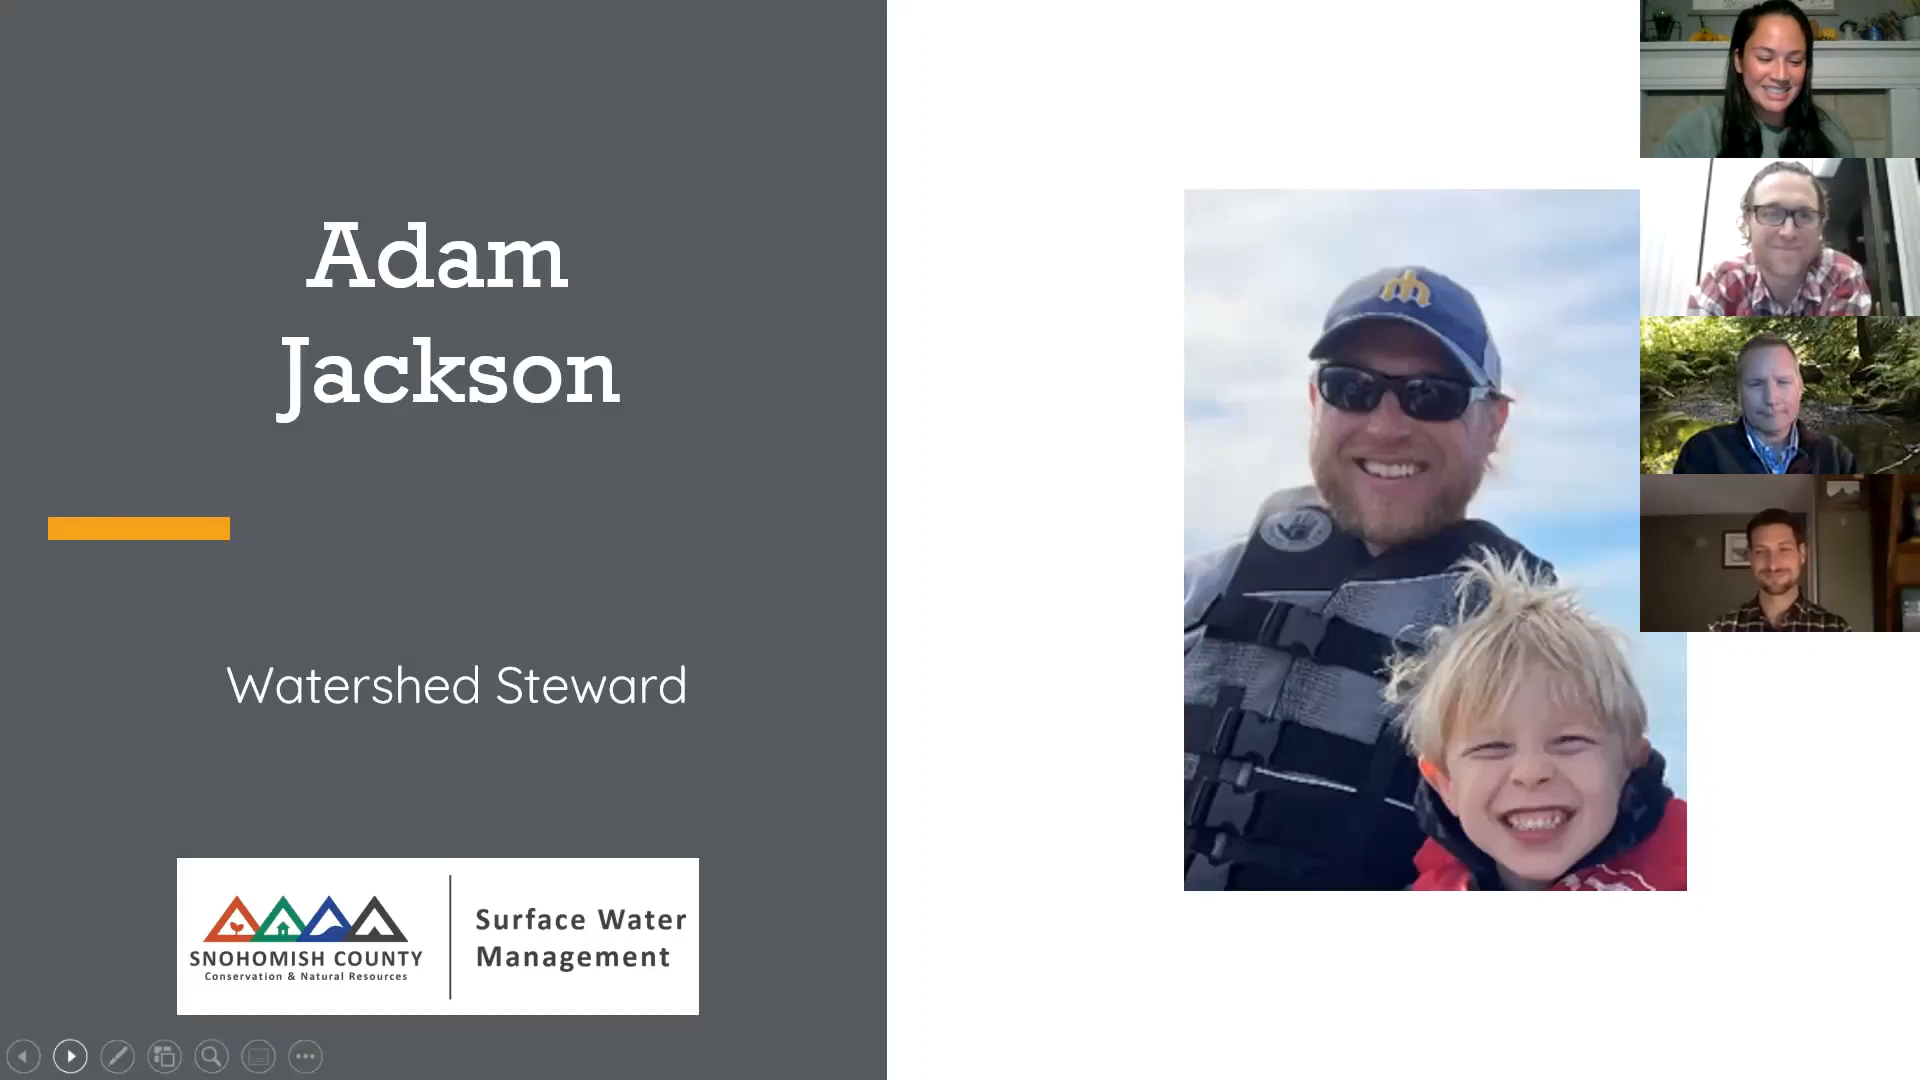 Adam
Jackson
Watershed Steward
SNOHOMISH COUNTY
Conservation & Natural Resources
Surface Water
Management